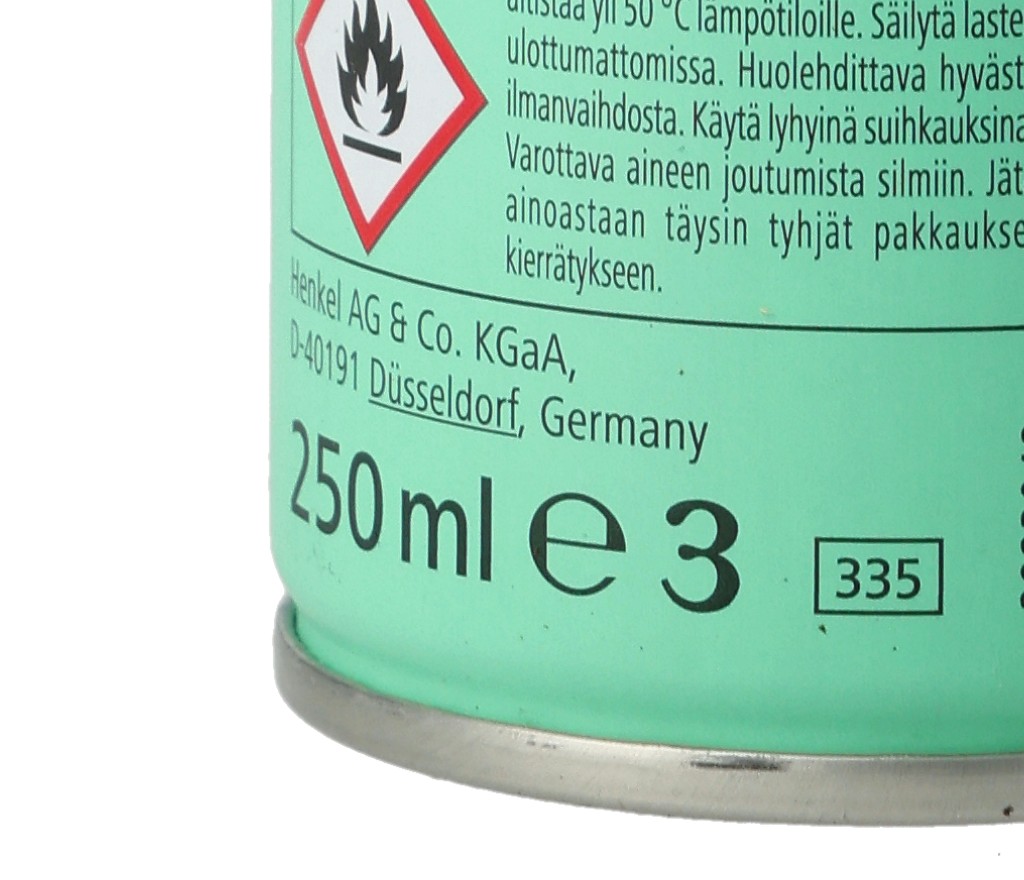 yli 50 °C lämpötiloille. Säilytä laste
ulottumattomissa. Huolehdittava hyväst
ilmanvaihdosta. Käytä lyhyinä suihkauksina
Varottava aineen joutumista silmiin. Jät
ainoastaan täysin tyhjät pakkaukse
kierrätykseen.
Henkel AG & Co. KGaA,
D-40191 Düsseldorf, Germany
250 ml ℮ 3 335